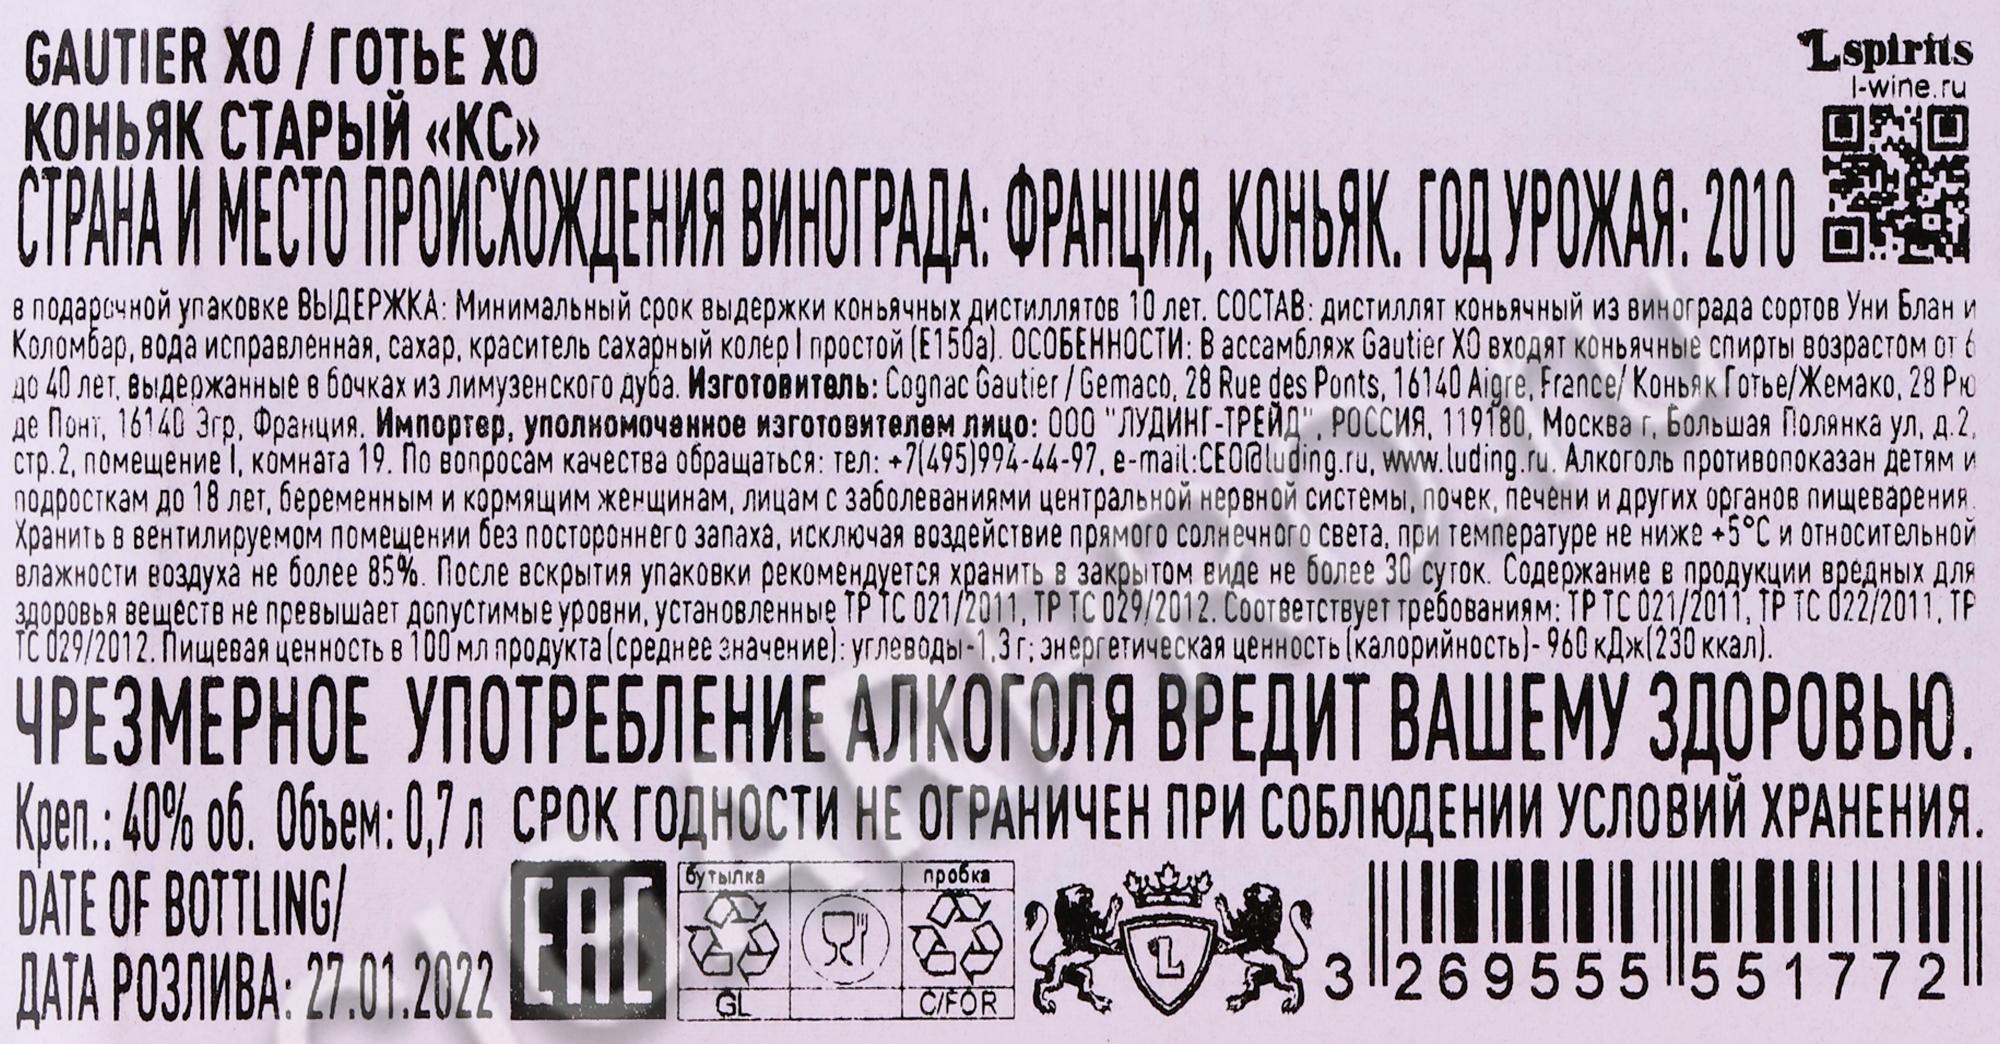 GAUTIER XO / ГОТЬЕ ХО
Lspirits
l-wine.ru
КОНЬЯК СТАРЫЙ «КС»
СТРАНА И МЕСТО ПРОИСХОЖДЕНИЯ ВИНОГРАДА: ФРАНЦИЯ, КОНЬЯК. ГОД УРОЖАЯ: 2010
в подарочной упаковке ВЫДЕРЖКА: Минимальный срок выдержки коньячных дистиллятов 10 лет. СОСТАВ: дистиллят коньячный из винограда сортов Уни Блан и
Коломбар, вода исправленная, сахар, краситель сахарный колер I простой (Е150а). ОСОБЕННОСТИ: В ассамбляж Gautier XO входят коньячные спирты возрастом от 6
до 40 лет, выдержанные в бочках из лимузенского дуба. Изготовитель: Cognac Gautier / Gemaco, 28 Rue des Ponts, 16140 Aigre, France/ Коньяк Готье/Жемако, 28 Рю
де Понт, 16140 Эгр, Франция. Импортер, уполномоченное изготовителем лицо: ООО "ЛУДИНГ-ТРЕЙД", РОССИЯ, 119180, Москва г, Большая Полянка ул, д.2,
стр.2, помещение I, комната 19. По вопросам качества обращаться: тел: +7(495)994-44-97, e-mail:CEO@luding.ru, www.luding.ru. Алкоголь противопоказан детям и
подросткам до 18 лет, беременным и кормящим женщинам, лицам с заболеваниями центральной нервной системы, почек, печени и других органов пищеварения.
Хранить в вентилируемом помещении без постороннего запаха, исключая воздействие прямого солнечного света, при температуре не ниже +5°С и относительной
влажности воздуха не более 85%. После вскрытия упаковки рекомендуется хранить в закрытом виде не более 30 суток. Содержание в продукции вредных для
здоровья веществ не превышает допустимые уровни, установленные ТР ТС 021/2011, ТР ТС 029/2012. Соответствует требованиям: ТР ТС 021/2011, ТР ТС 022/2011, ТР
ТС 029/2012. Пищевая ценность в 100 мл продукта (среднее значение): углеводы-1,3 г; энергетическая ценность (калорийность)- 960 кДж(230 ккал).
ЧРЕЗМЕРНОЕ УПОТРЕБЛЕНИЕ АЛКОГОЛЯ ВРЕДИТ ВАШЕМУ ЗДОРОВЬЮ.
Креп.: 40% об. Объем: 0,7 л СРОК ГОДНОСТИ НЕ ОГРАНИЧЕН ПРИ СОБЛЮДЕНИИ УСЛОВИЙ ХРАНЕНИЯ.
DATE OF BOTTLING/
ДАТА РОЗЛИВА: 27.01.2022
EAC
бутылка
пробка
GL
C/FOR
L
3 269555 551772
CIGARPRO.ru